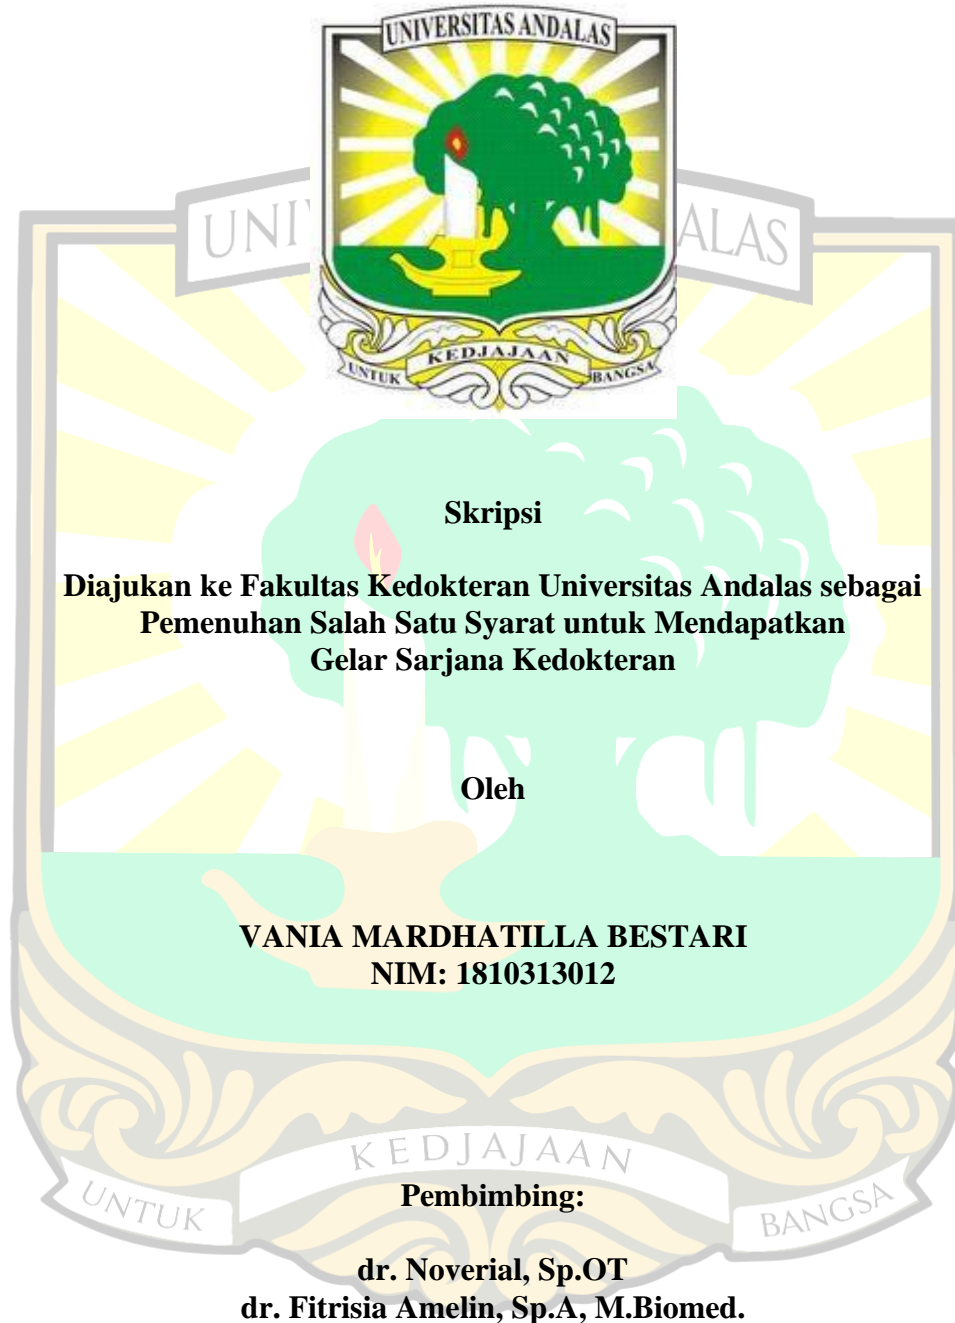 UNIVERSITAS ANDALAS
UNTUK KEDJAJAAN BANGSA
UNI ALAS
Skripsi
Diajukan ke Fakultas Kedokteran Universitas Andalas sebagai
Pemenuhan Salah Satu Syarat untuk Mendapatkan
Gelar Sarjana Kedokteran
Oleh
VANIA MARDHATILLA BESTARI
NIM: 1810313012
UNTUK KEDJAJAAN BANGSA
Pembimbing:
dr. Noverial, Sp.OT
dr. Fitrisia Amelin, Sp.A, M.Biomed.